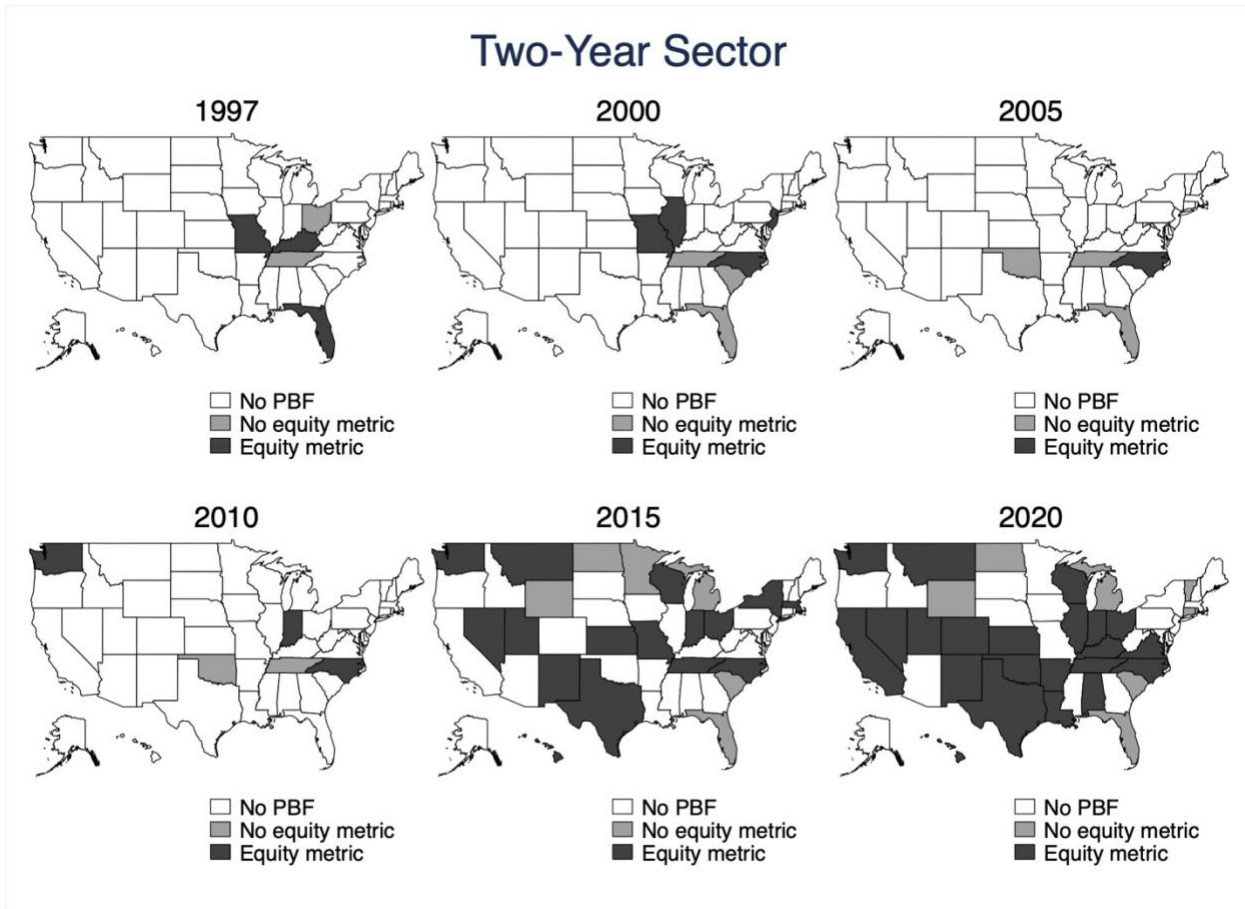 Two-Year Sector
1997
2000
2005
No PBF
No equity metric
Equity metric
No PBF
No equity metric
Equity metric
No PBF
No equity metric
Equity metric
2010
2015
2020
No PBF
No equity metric
Equity metric
No PBF
No equity metric
Equity metric
No PBF
No equity metric
Equity metric